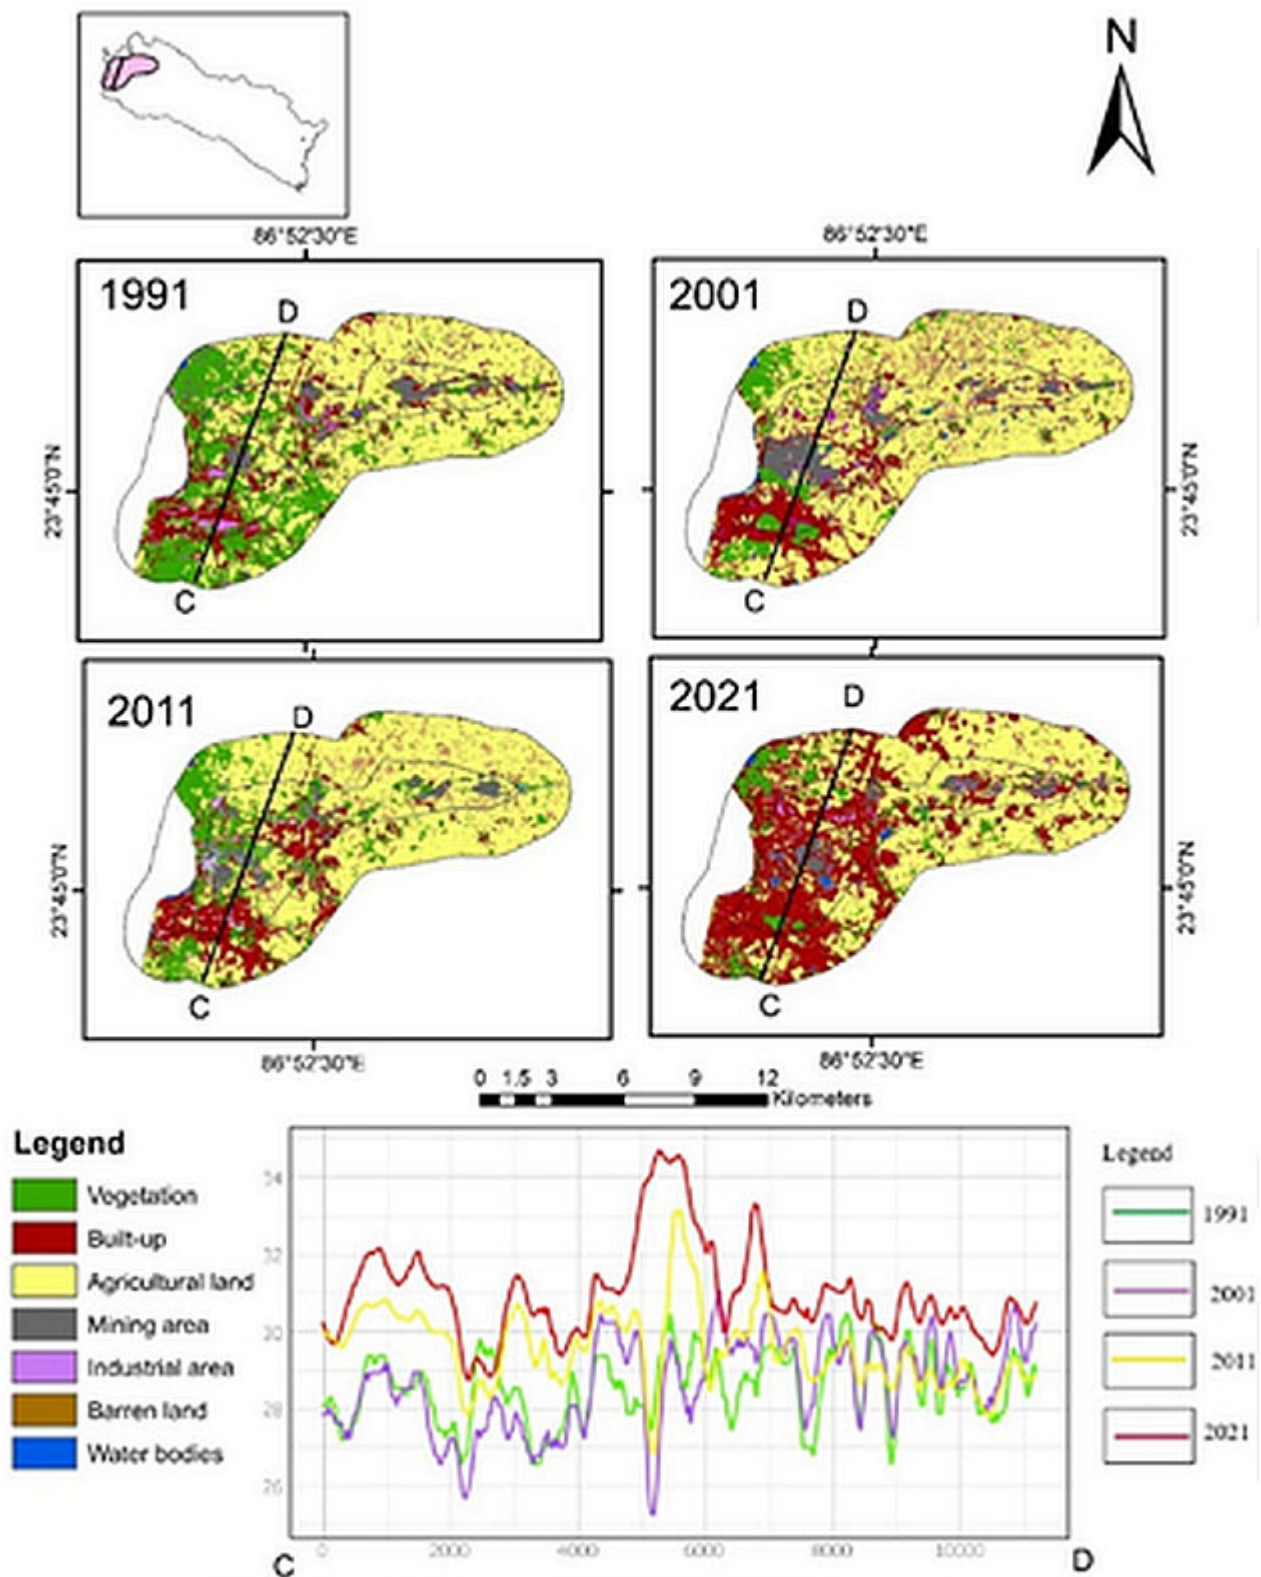 N
86°52'30"E
86°52'30"E
1991
D
C
23°45'0"N
2001
D
C
23°45'0"N
2011
D
C
23°45'0"N
2021
D
C
23°45'0"N
86°52'30"E
86°52'30"E
0 1.5 3 6 9 12
Kilometers
Legend
Vegetation
Built-up
Agricultural land
Mining area
Industrial area
Barren land
Water bodies
34
32
30
28
26
0 2000 4000 6000 8000 10000
C D
Legend
1991
2001
2011
2021